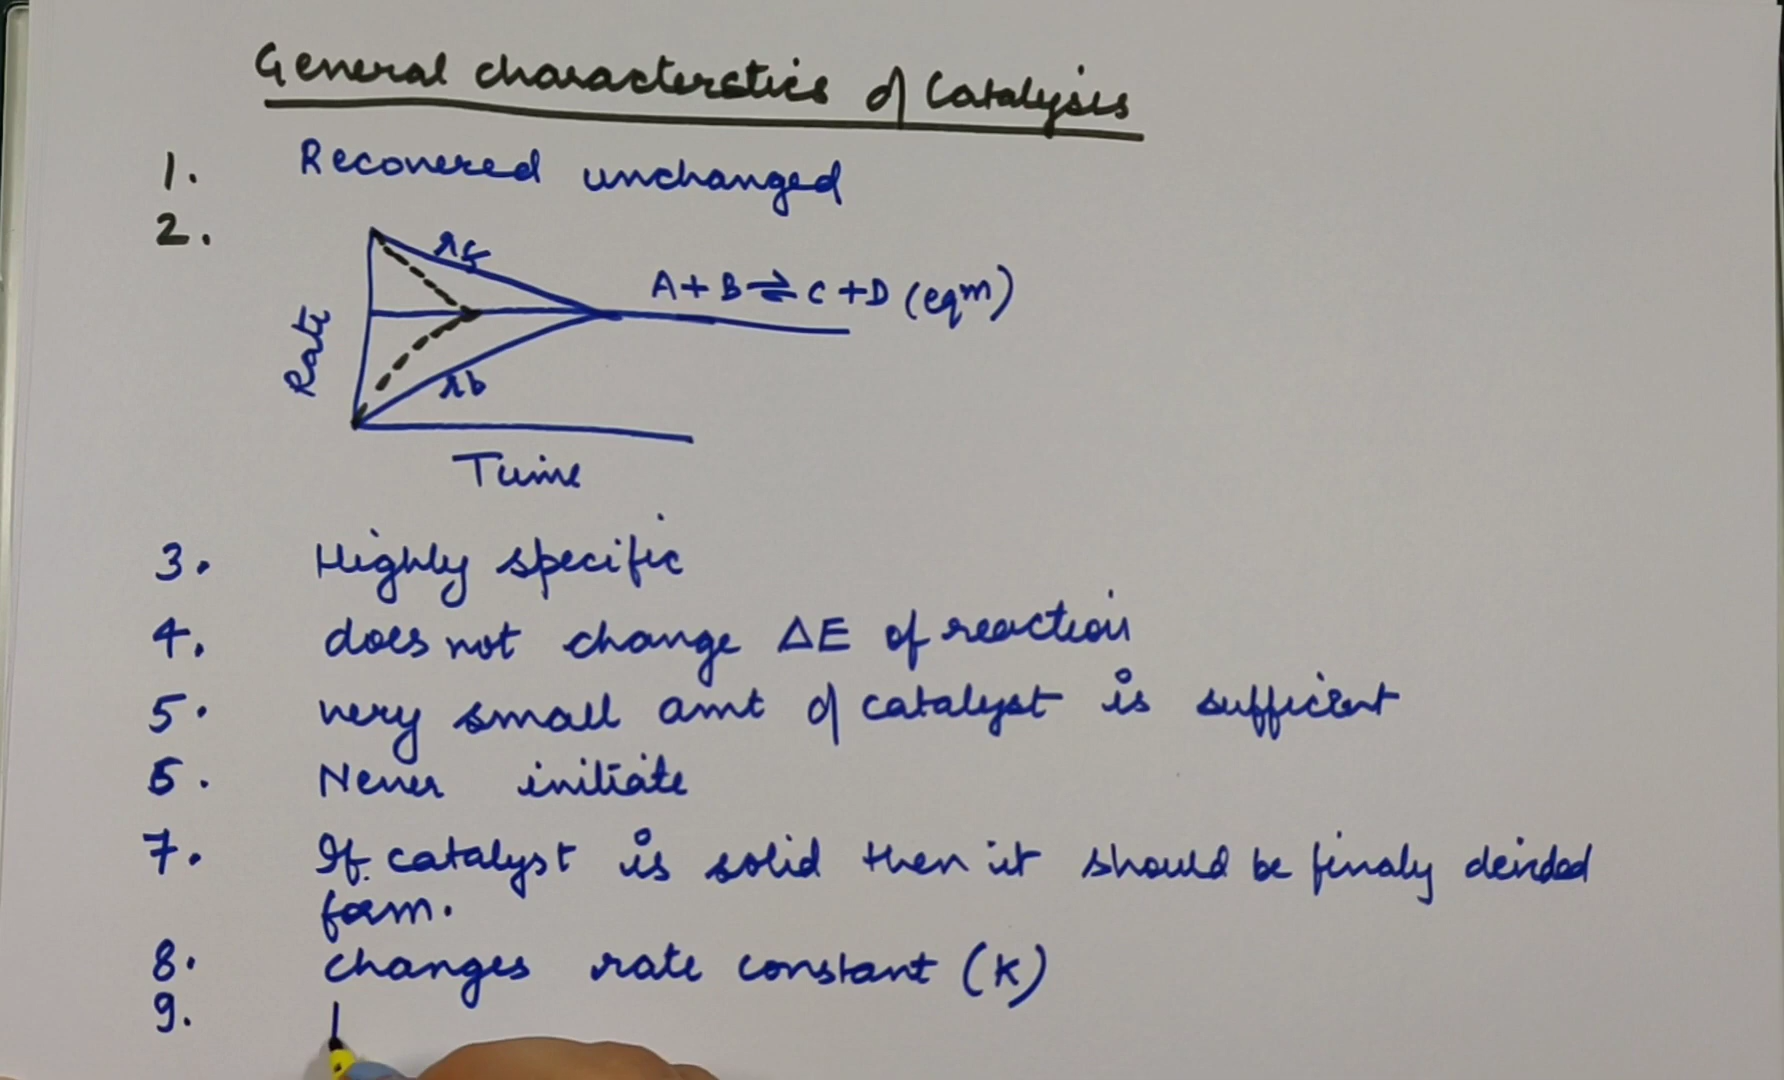 General characterstics of Catalysis
1. Recovered unchanged
2.
rf
A + B ⇌ C + D (eqm)
Rate
rb
Time
3. Highly specific
4. does not change ΔE of reaction
5. very small amt of catalyst is sufficient
6. Never initiate
7. If catalyst is solid then it should be finaly deivded
form.
8. changes rate constant (K)
9.